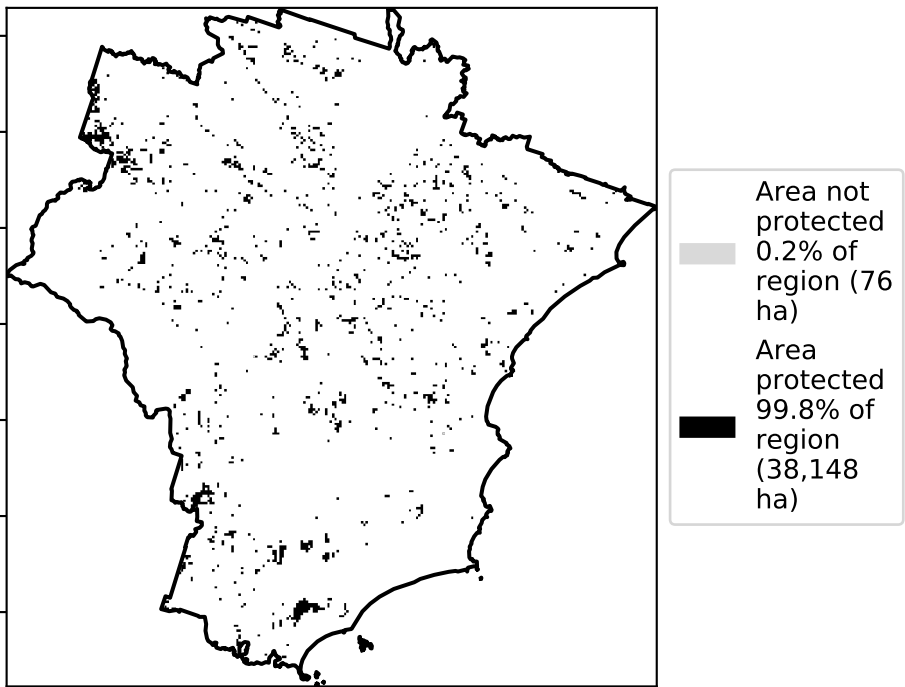 Area not
protected
0.2% of
region (76
ha)
Area
protected
99.8% of
region
(38,148
ha)